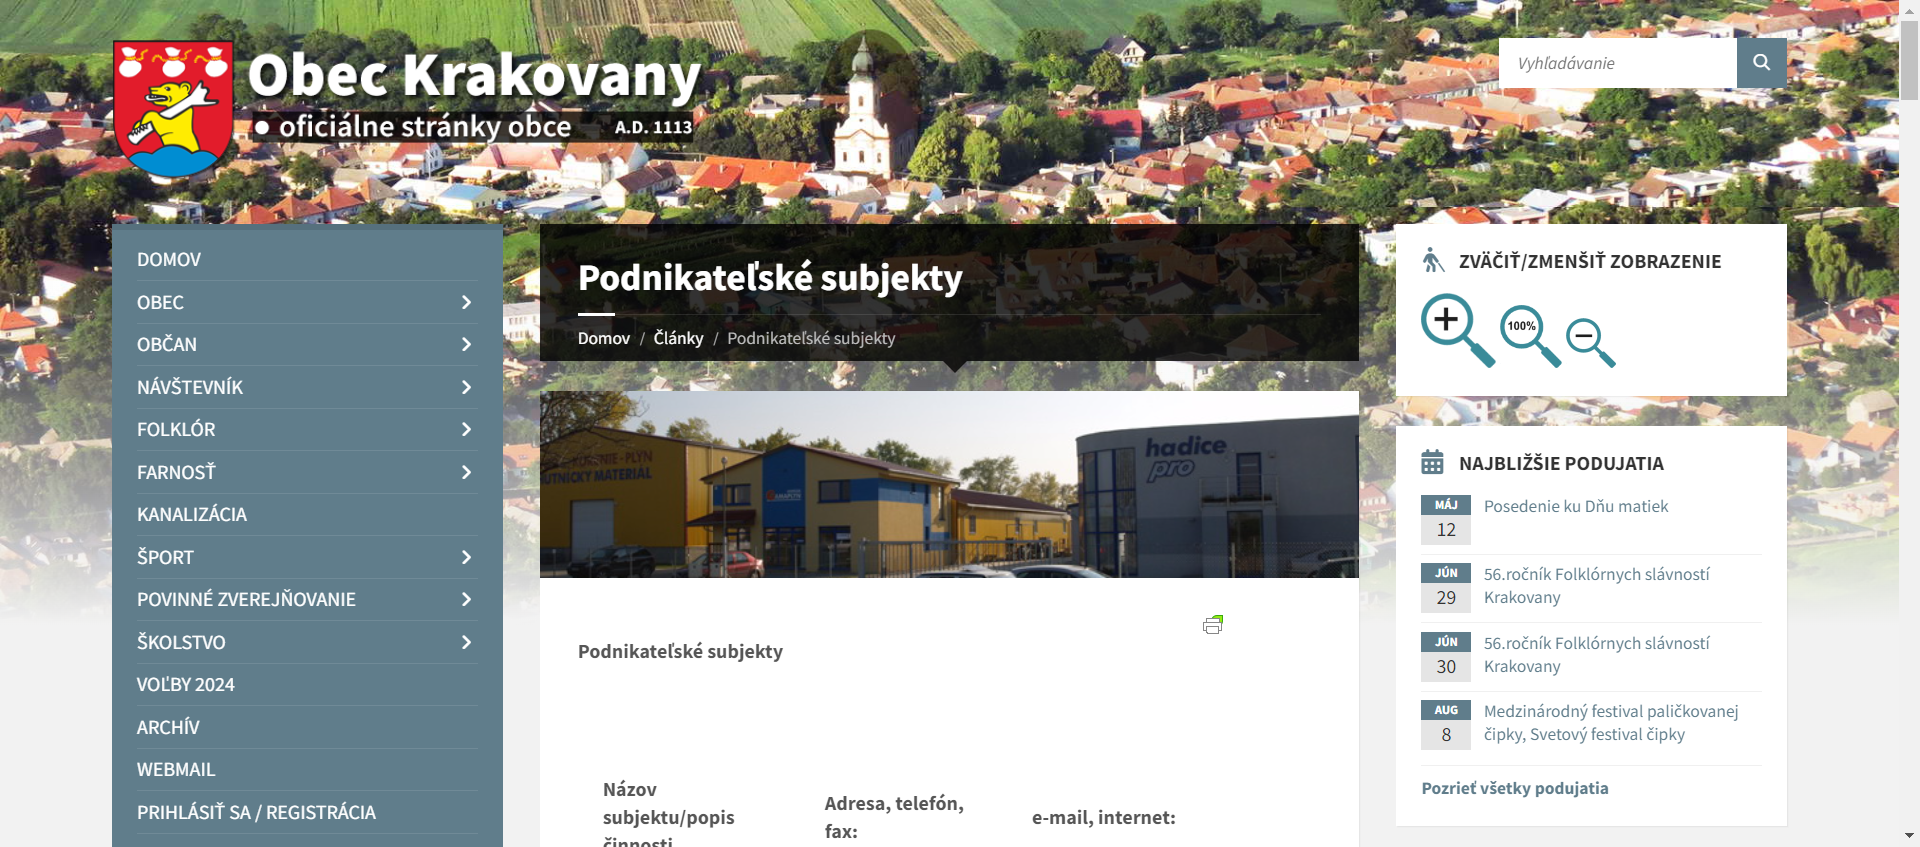 Obec Krakovany
oficiálne stránky obce A.D. 1113
Vyhľadávanie
DOMOV
OBEC
OBČAN
NÁVŠTEVNÍK
FOLKLÓR
FARNOSŤ
KANALIZÁCIA
ŠPORT
POVINNÉ ZVEREJŇOVANIE
ŠKOLSTVO
VOĽBY 2024
ARCHÍV
WEBMAIL
PRIHLÁSIŤ SA / REGISTRÁCIA
Podnikateľské subjekty
Domov / Články / Podnikateľské subjekty
hadice
pro
Podnikateľské subjekty
Názov
subjektu/popis
činnosti
Adresa, telefón,
fax:
e-mail, internet:
ZVÄČIŤ/ZMENŠIŤ ZOBRAZENIE
100%
NAJBLIŽŠIE PODUJATIA
MÁJ
12
Posedenie ku Dňu matiek
JÚN
29
56.ročník Folklórnych slávností
Krakovany
JÚN
30
56.ročník Folklórnych slávností
Krakovany
AUG
8
Medzinárodný festival paličkovanej
čipky, Svetový festival čipky
Pozrieť všetky podujatia